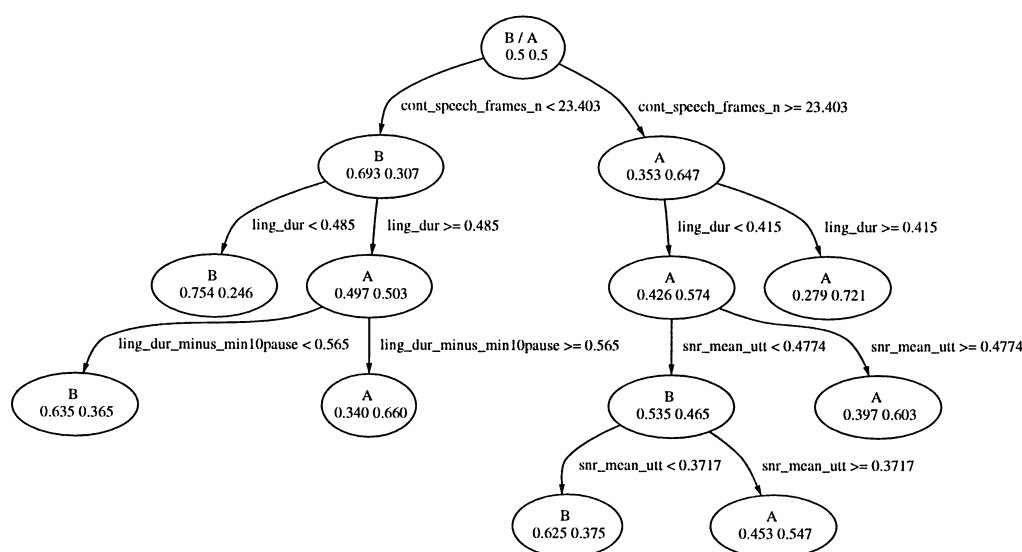 B / A
0.5 0.5
cont_speech_frames_n < 23.403
cont_speech_frames_n >= 23.403
B
0.693 0.307
A
0.353 0.647
ling_dur < 0.485
ling_dur >= 0.485
ling_dur < 0.415
ling_dur >= 0.415
B
0.754 0.246
A
0.497 0.503
A
0.426 0.574
A
0.279 0.721
ling_dur_minus_min10pause < 0.565
ling_dur_minus_min10pause >= 0.565
snr_mean_utt < 0.4774
snr_mean_utt >= 0.4774
B
0.635 0.365
A
0.340 0.660
B
0.535 0.465
A
0.397 0.603
snr_mean_utt < 0.3717
snr_mean_utt >= 0.3717
B
0.625 0.375
A
0.453 0.547